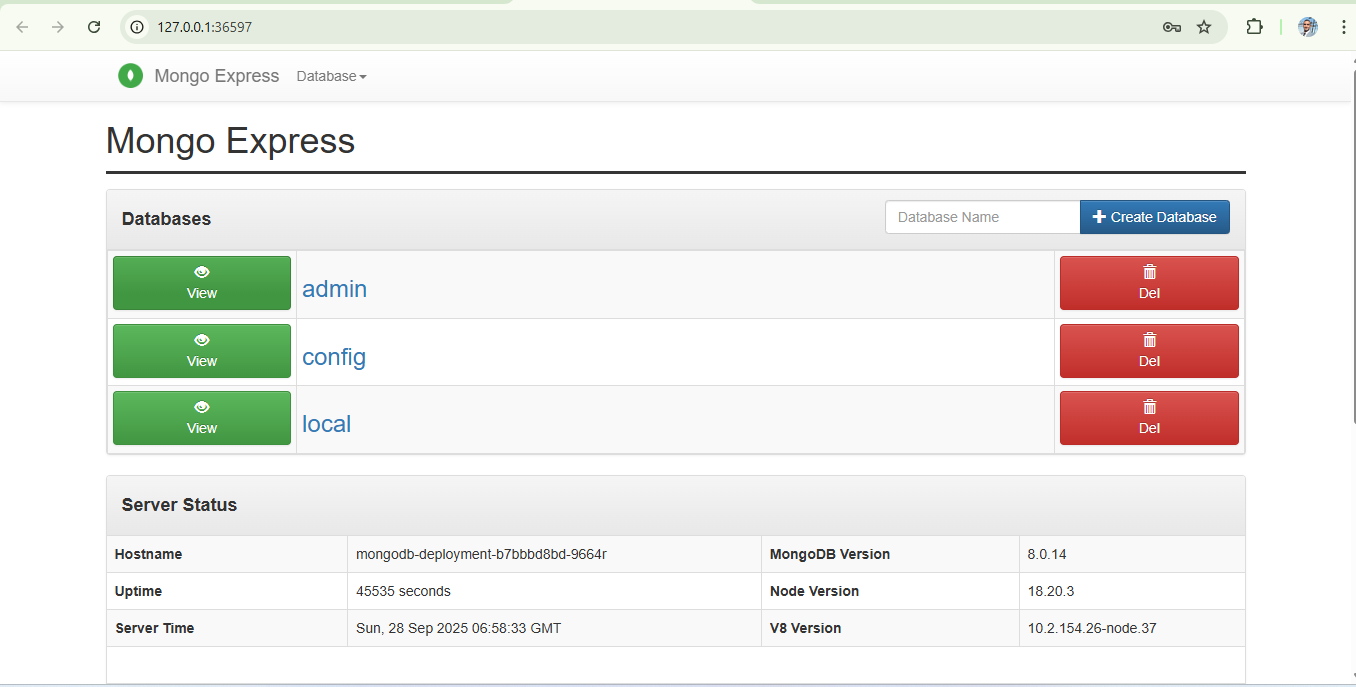 127.0.0.1:36597
Mongo Express Database
Mongo Express
Databases Database Name Create Database
View admin Del
View config Del
View local Del
Server Status
Hostname mongodb-deployment-b7bbbd8bd-9664r MongoDB Version 8.0.14
Uptime 45535 seconds Node Version 18.20.3
Server Time Sun, 28 Sep 2025 06:58:33 GMT V8 Version 10.2.154.26-node.37